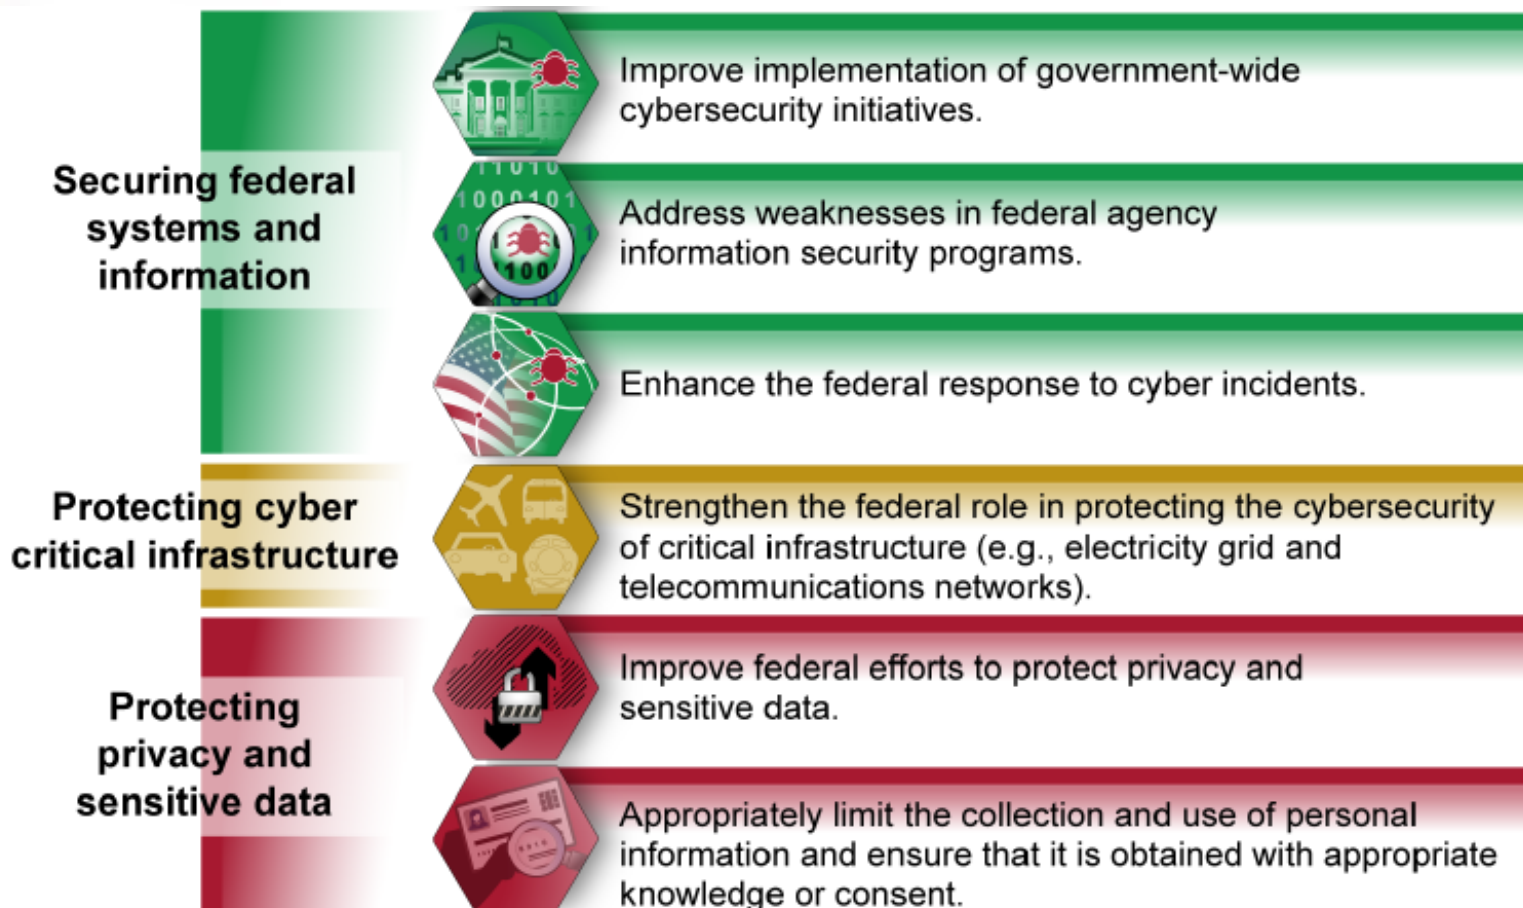 Securing federal
systems and
information
Improve implementation of government-wide
cybersecurity initiatives.
Address weaknesses in federal agency
information security programs.
Enhance the federal response to cyber incidents.
Protecting cyber
critical infrastructure
Strengthen the federal role in protecting the cybersecurity
of critical infrastructure (e.g., electricity grid and
telecommunications networks).
Protecting
privacy and
sensitive data
Improve federal efforts to protect privacy and
sensitive data.
Appropriately limit the collection and use of personal
information and ensure that it is obtained with appropriate
knowledge or consent.